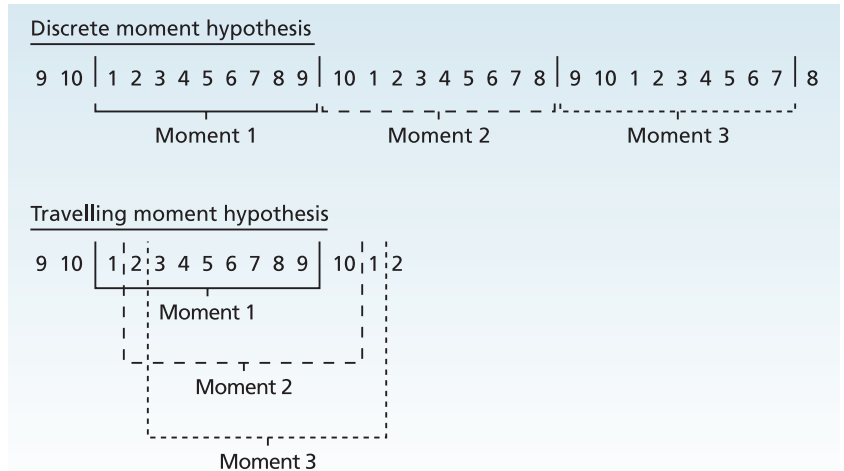 Discrete moment hypothesis
9 10 1 2 3 4 5 6 7 8 9 10 1 2 3 4 5 6 7 8 9 10 1 2 3 4 5 6 7 8
Moment 1 Moment 2 Moment 3
Travelling moment hypothesis
9 10 1 2 3 4 5 6 7 8 9 10 1 2
Moment 1
Moment 2
Moment 3